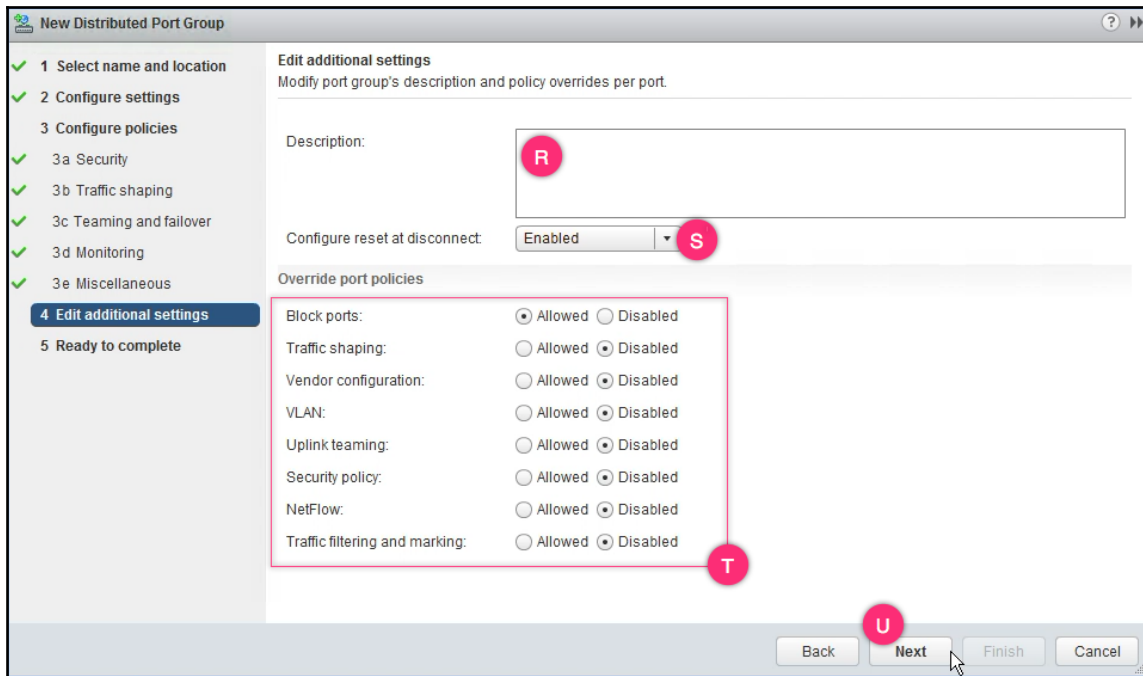 New Distributed Port Group
?
1 Select name and location
2 Configure settings
3 Configure policies
3a Security
3b Traffic shaping
3c Teaming and failover
3d Monitoring
3e Miscellaneous
4 Edit additional settings
5 Ready to complete
Edit additional settings
Modify port group's description and policy overrides per port.
Description:
R
Configure reset at disconnect: Enabled S
Override port policies
Block ports: Allowed Disabled
Traffic shaping: Allowed Disabled
Vendor configuration: Allowed Disabled
VLAN: Allowed Disabled
Uplink teaming: Allowed Disabled
Security policy: Allowed Disabled
NetFlow: Allowed Disabled
Traffic filtering and marking: Allowed Disabled
T
U
Back Next Finish Cancel